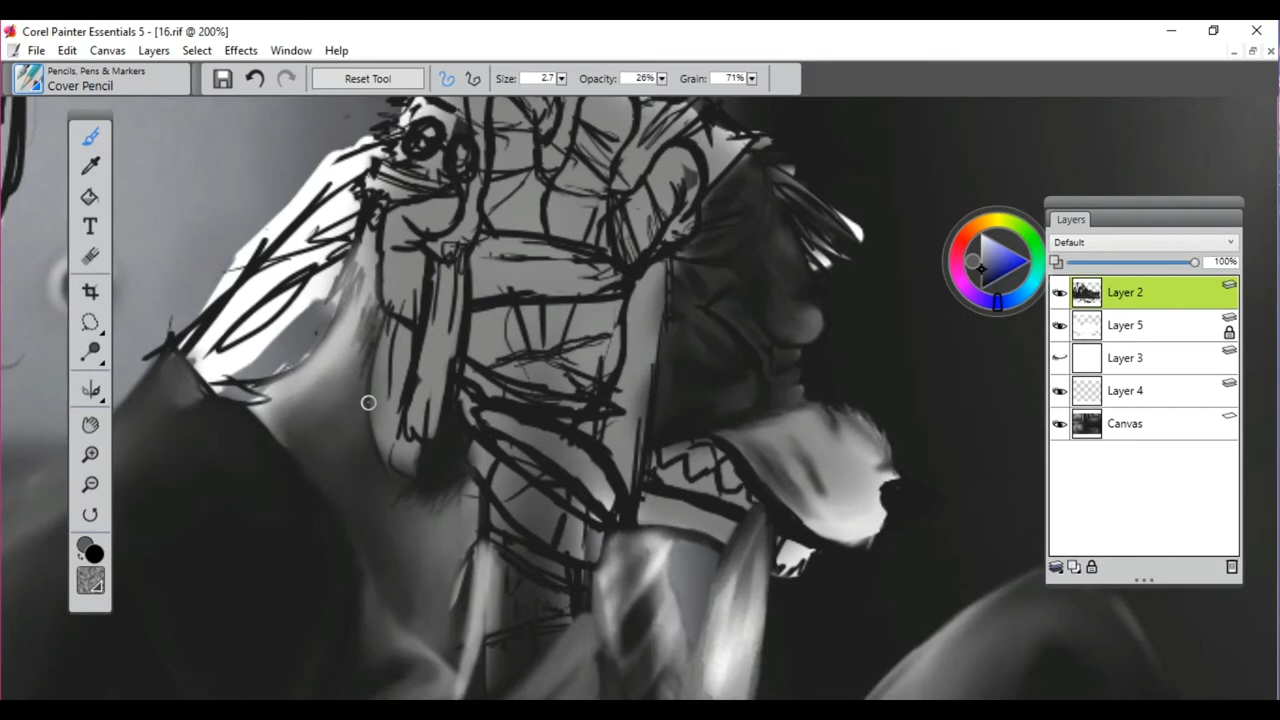 Corel Painter Essentials 5 - [16.rif @ 200%]
File Edit Canvas Layers Select Effects Window Help
Pencils, Pens & Markers
Cover Pencil
Reset Tool
Size: 2.7
Opacity: 26%
Grain: 71%
Layers
Default
100%
Layer 2
Layer 5
Layer 3
Layer 4
Canvas